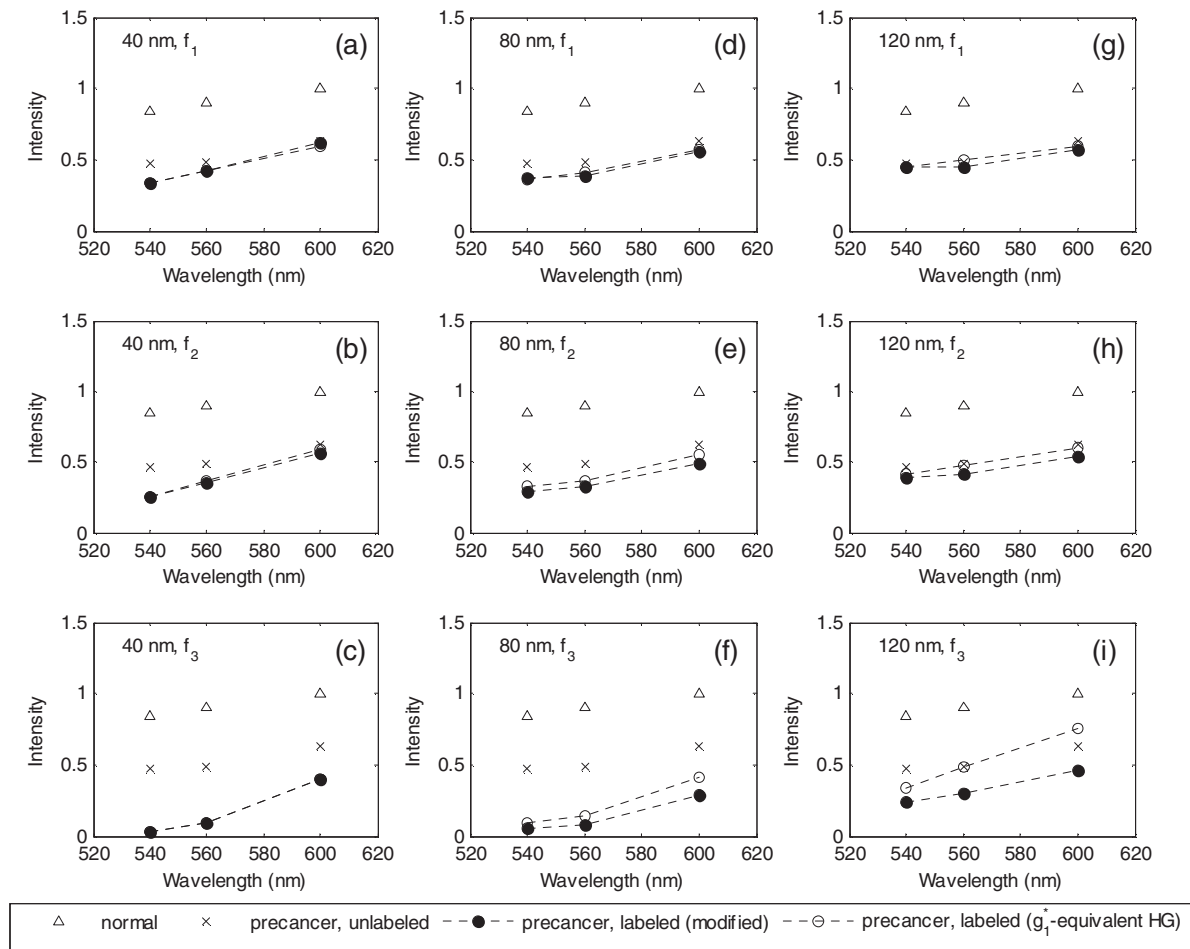 40 nm, f1
(a)
Intensity
1.5
1
0.5
0
520 540 560 580 600 620
Wavelength (nm)
80 nm, f1
(d)
Intensity
1.5
1
0.5
0
520 540 560 580 600 620
Wavelength (nm)
120 nm, f1
(g)
Intensity
1.5
1
0.5
0
520 540 560 580 600 620
Wavelength (nm)
40 nm, f2
(b)
Intensity
1.5
1
0.5
0
520 540 560 580 600 620
Wavelength (nm)
80 nm, f2
(e)
Intensity
1.5
1
0.5
0
520 540 560 580 600 620
Wavelength (nm)
120 nm, f2
(h)
Intensity
1.5
1
0.5
0
520 540 560 580 600 620
Wavelength (nm)
40 nm, f3
(c)
Intensity
1.5
1
0.5
0
520 540 560 580 600 620
Wavelength (nm)
80 nm, f3
(f)
Intensity
1.5
1
0.5
0
520 540 560 580 600 620
Wavelength (nm)
120 nm, f3
(i)
Intensity
1.5
1
0.5
0
520 540 560 580 600 620
Wavelength (nm)
normal precancer, unlabeled precancer, labeled (modified) precancer, labeled (g1*-equivalent HG)